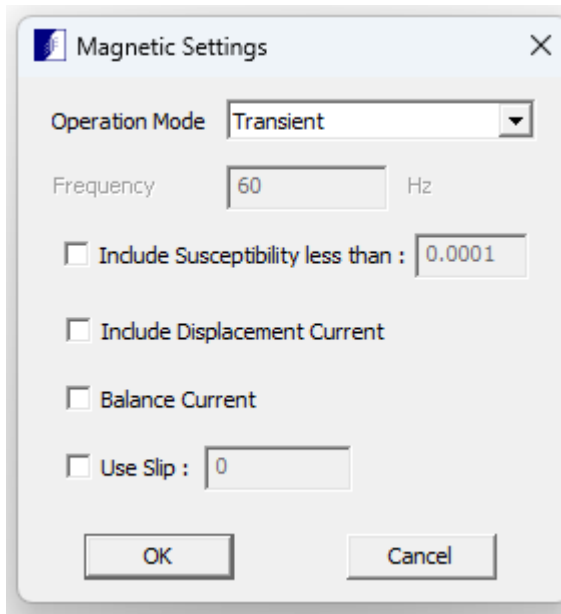 Magnetic Settings
Operation Mode Transient
Frequency 60 Hz
Include Susceptibility less than : 0.0001
Include Displacement Current
Balance Current
Use Slip : 0
OK Cancel